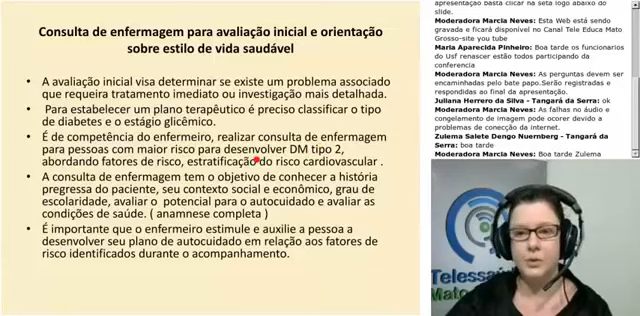 Consulta de enfermagem para avaliação inicial e orientação
sobre estilo de vida saudável
• A avaliação inicial visa determinar se existe um problema associado
que requeira tratamento imediato ou investigação mais detalhada.
• Para estabelecer um plano terapêutico é preciso classificar o tipo
de diabetes e o estágio glicêmico.
• É de competência do enfermeiro, realizar consulta de enfermagem
para pessoas com maior risco para desenvolver DM tipo 2,
abordando fatores de risco, estratificação do risco cardiovascular .
• A consulta de enfermagem tem o objetivo de conhecer a história
pregressa do paciente, seu contexto social e econômico, grau de
escolaridade, avaliar o potencial para o autocuidado e avaliar as
condições de saúde. ( anamnese completa )
• É importante que o enfermeiro estimule e auxilie a pessoa a
desenvolver seu plano de autocuidado em relação aos fatores de
risco identificados durante o acompanhamento.
apresentação basta clicar na seta logo abaixo do
slide.
Moderadora Marcia Neves: Esta Web está sendo
gravada e ficará disponível no Canal Tele Educa Mato
Grosso-site you tube
Maria Aparecida Pinheiro: Boa tarde os funcionarios
do Usf renascer estão todos participando da
conferencia
Moderadora Marcia Neves: As perguntas devem ser
encaminhadas pelo bate papo.Serão registradas e
respondidas ao final da apresentação.
Juliana Herrero da Silva - Tangará da Serra: ok
Moderadora Marcia Neves: As falhas no áudio e
congelamento de imagem pode ocorer devido a
problemas de conecção da internet.
Zulema Salete Dengo Nuernberg - Tangará da
Serra: boa tarde
Moderadora Marcia Neves: Boa tarde Zulema
Telessaú
Mato